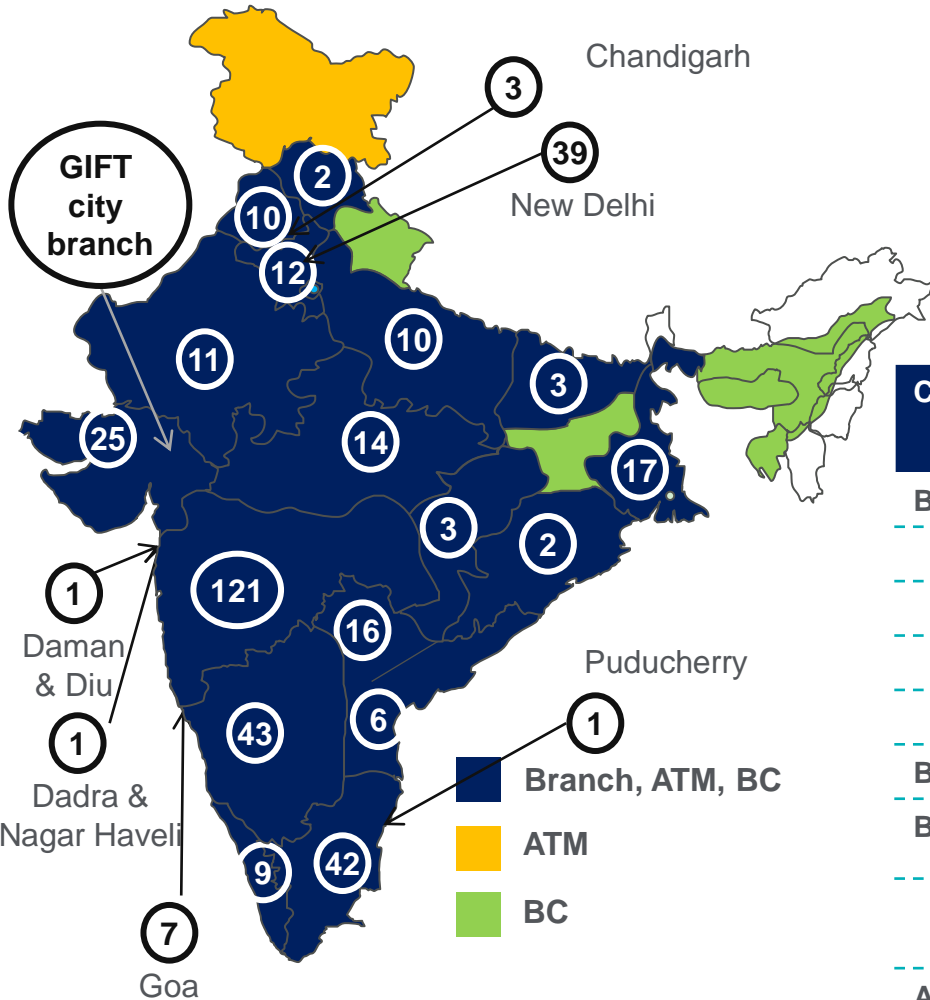 Chandigarh
3
39
New Delhi
GIFT
city
branch
2
10
12
11
10
3
25
14
17
3
2
121
1
Daman
& Diu
16
Puducherry
1
43
6
1
Dadra &
Nagar Haveli
Branch, ATM, BC
ATM
BC
9
42
7
Goa
C
B
B
B
A